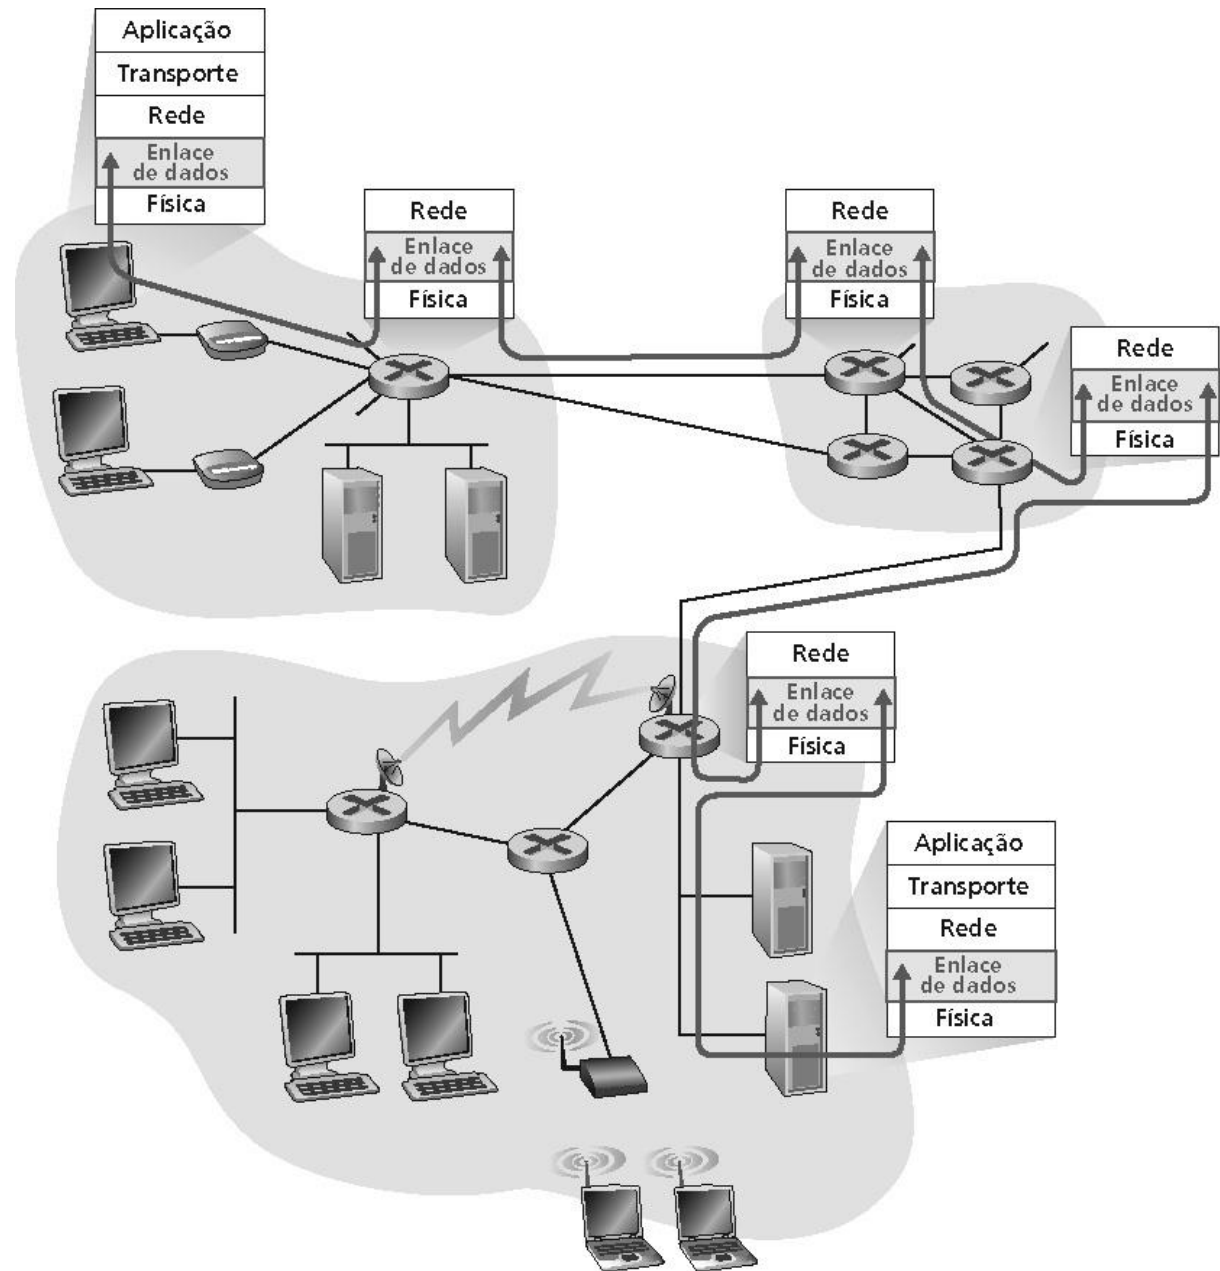 Aplicação
Transporte
Rede
Enlace
de dados
Física
Rede
Enlace
de dados
Física
Rede
Enlace
de dados
Física
Rede
Enlace
de dados
Física
Rede
Enlace
de dados
Física
Aplicação
Transporte
Rede
Enlace
de dados
Física